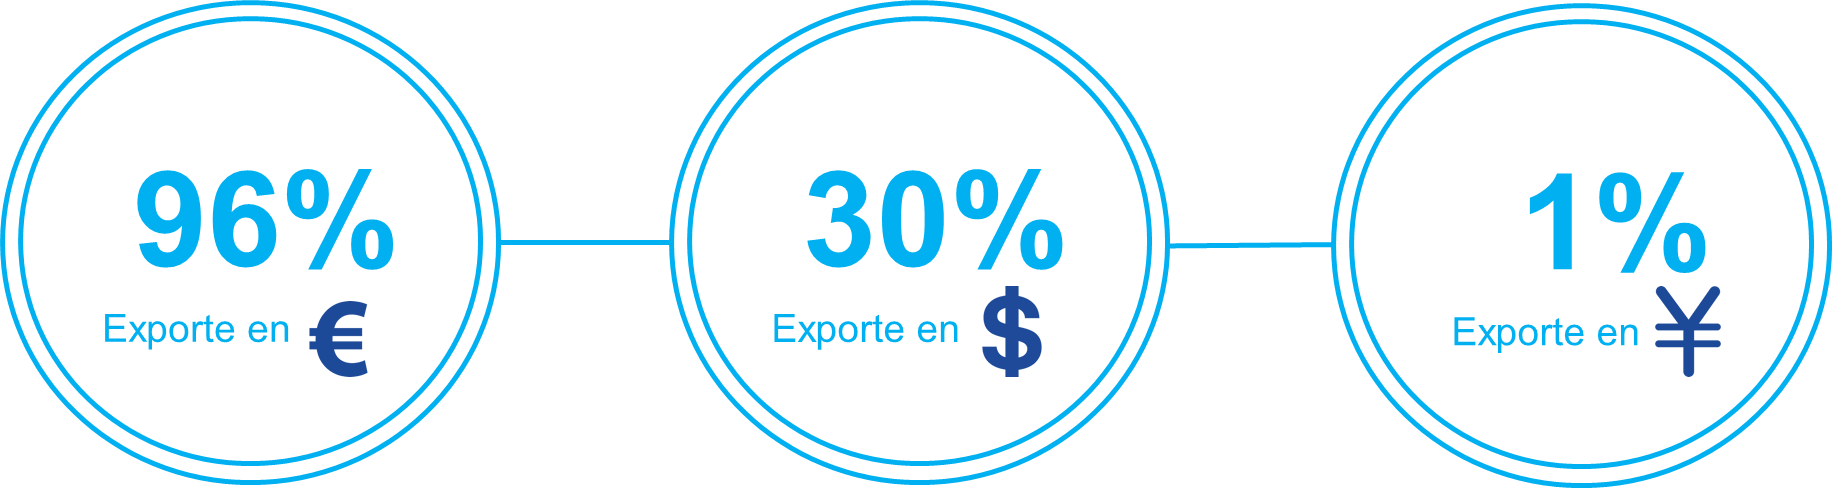 96%
Exporte en €
30%
Exporte en $
1%
Exporte en ¥